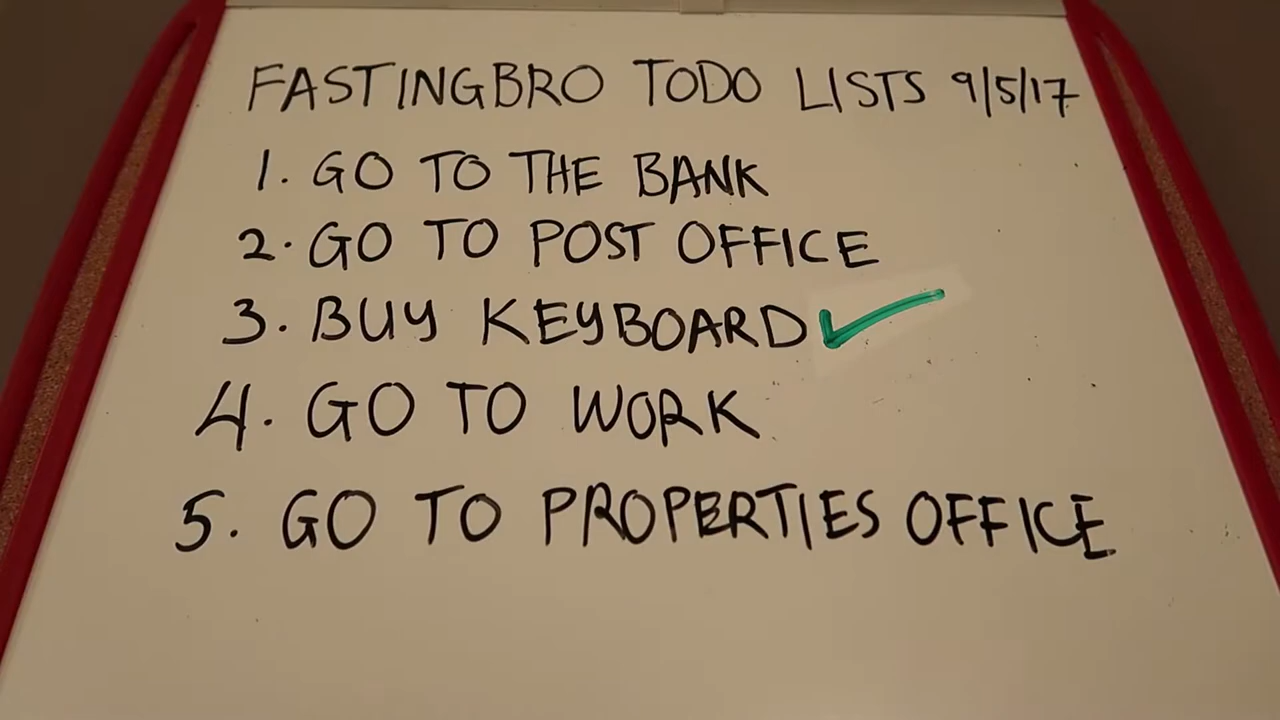 FASTINGBRO TODO LISTS 9/5/17
1. GO TO THE BANK
2. GO TO POST OFFICE
3. BUY KEYBOARD ✓
4. GO TO WORK
5. GO TO PROPERTIES OFFICE